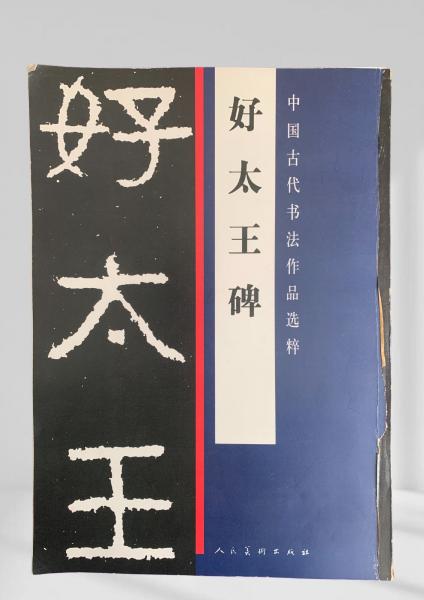 中国古代书法作品选粹
好太王碑
好太王
人民美术出版社